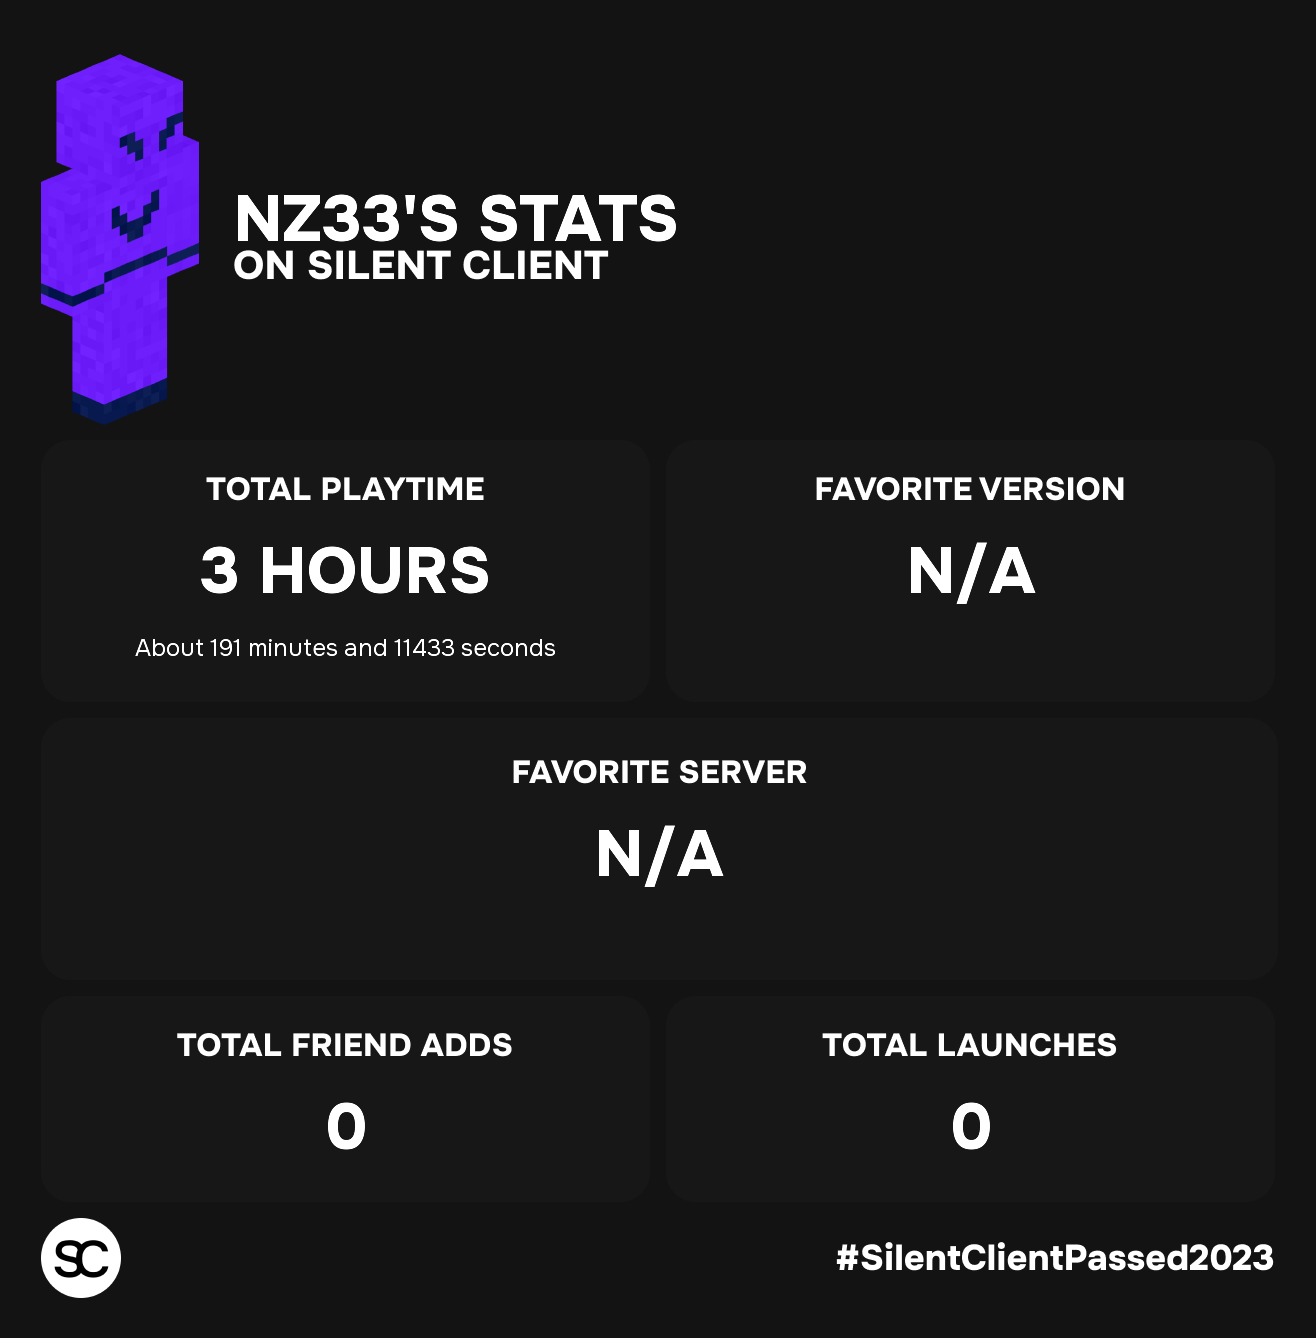 NZ33'S STATS
ON SILENT CLIENT
TOTAL PLAYTIME
3 HOURS
About 191 minutes and 11433 seconds
FAVORITE VERSION
N/A
FAVORITE SERVER
N/A
TOTAL FRIEND ADDS
0
TOTAL LAUNCHES
0
SC
#SilentClientPassed2023